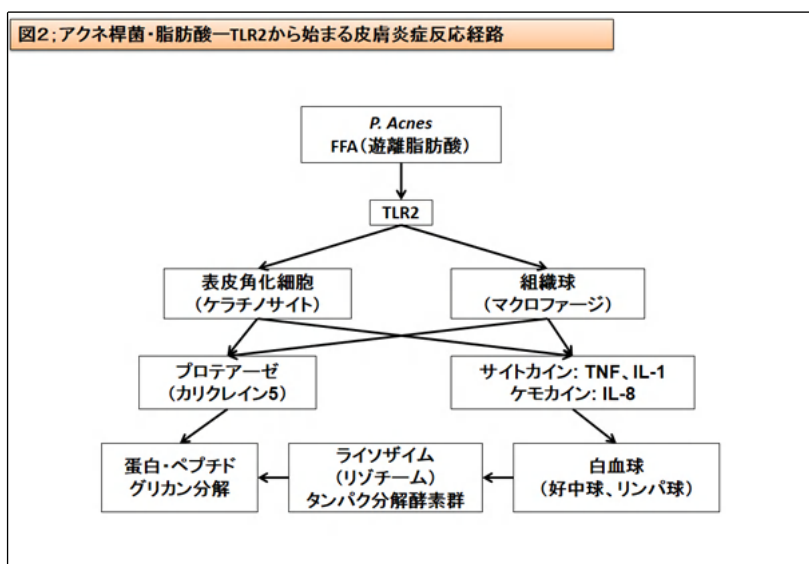 図2;アクネ桿菌・脂肪酸―TLR2から始まる皮膚炎症反応経路
P. Acnes
FFA(遊離脂肪酸)
TLR2
表皮角化細胞
(ケラチノサイト)
組織球
(マクロファージ)
プロテアーゼ
(カリクレイン5)
サイトカイン: TNF、IL-1
ケモカイン: IL-8
蛋白・ペプチド
グリカン分解
ライソザイム
(リゾチーム)
タンパク分解酵素群
白血球
(好中球、リンパ球)